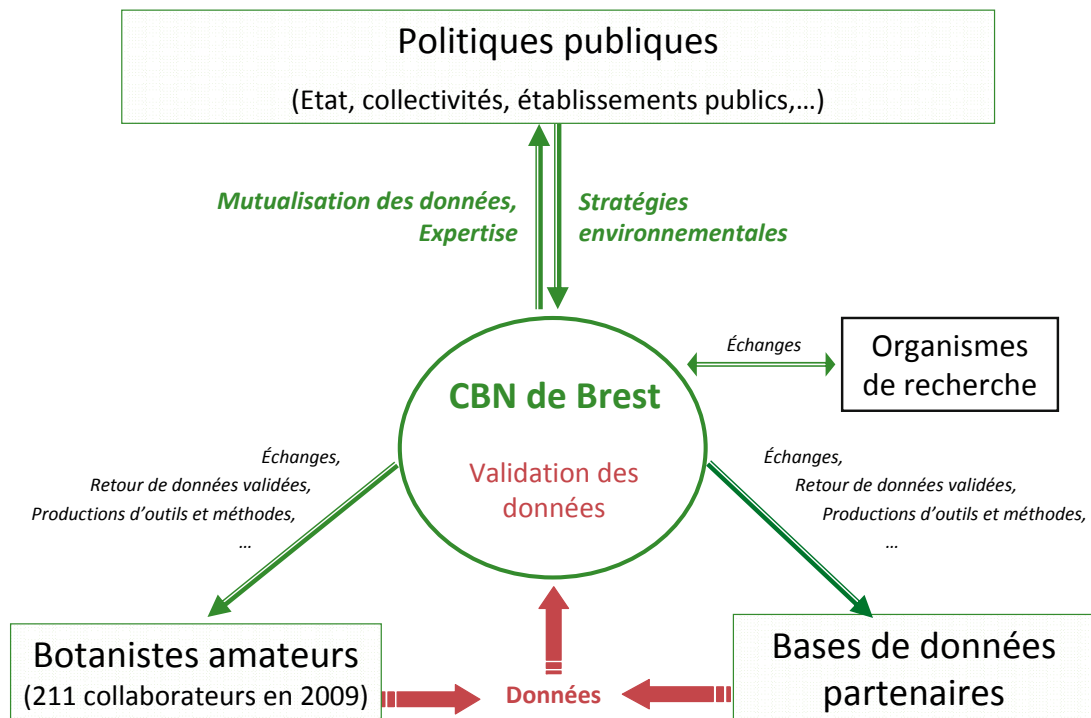 Politiques publiques
(Etat, collectivités, établissements publics,…)
Mutualisation des données,
Expertise
Stratégies
environnementales
Échanges
Organismes
de recherche
CBN de Brest
Validation des
données
Échanges,
Retour de données validées,
Productions d’outils et méthodes,
…
Échanges,
Retour de données validées,
Productions d’outils et méthodes,
…
Botanistes amateurs
(211 collaborateurs en 2009)
Données
Bases de données
partenaires